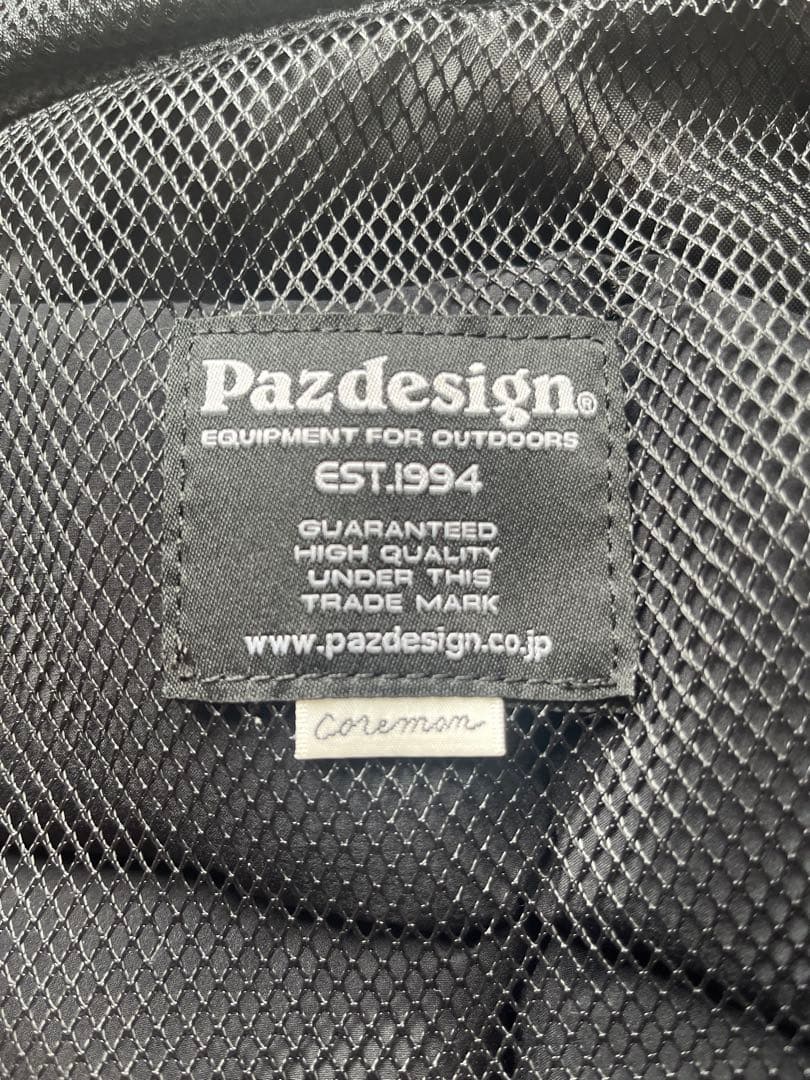 Pazdesign®
EQUIPMENT FOR OUTDOORS
EST.1994
GUARANTEED
HIGH QUALITY
UNDER THIS
TRADE MARK
www.pazdesign.co.jp
Coreman